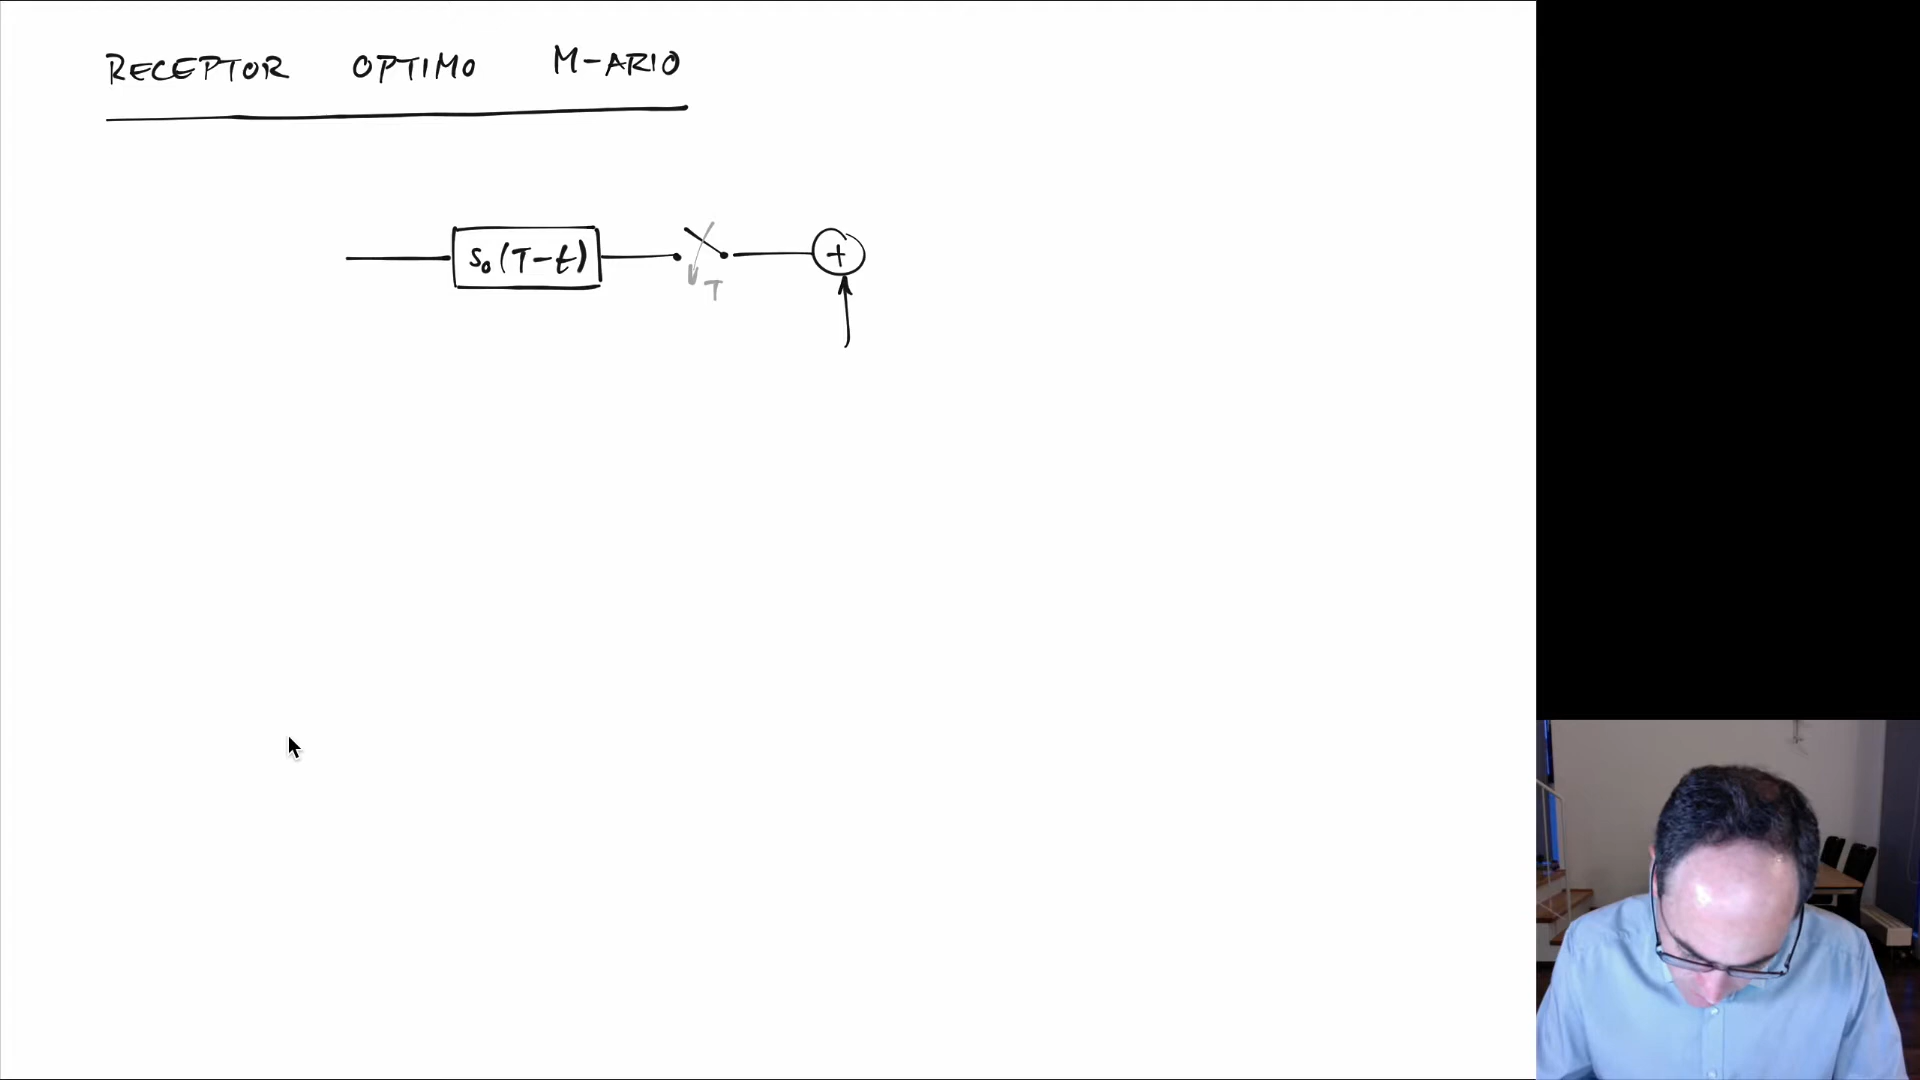 RECEPTOR OPTIMO M-ARIO
s₀(T-t)
T
+